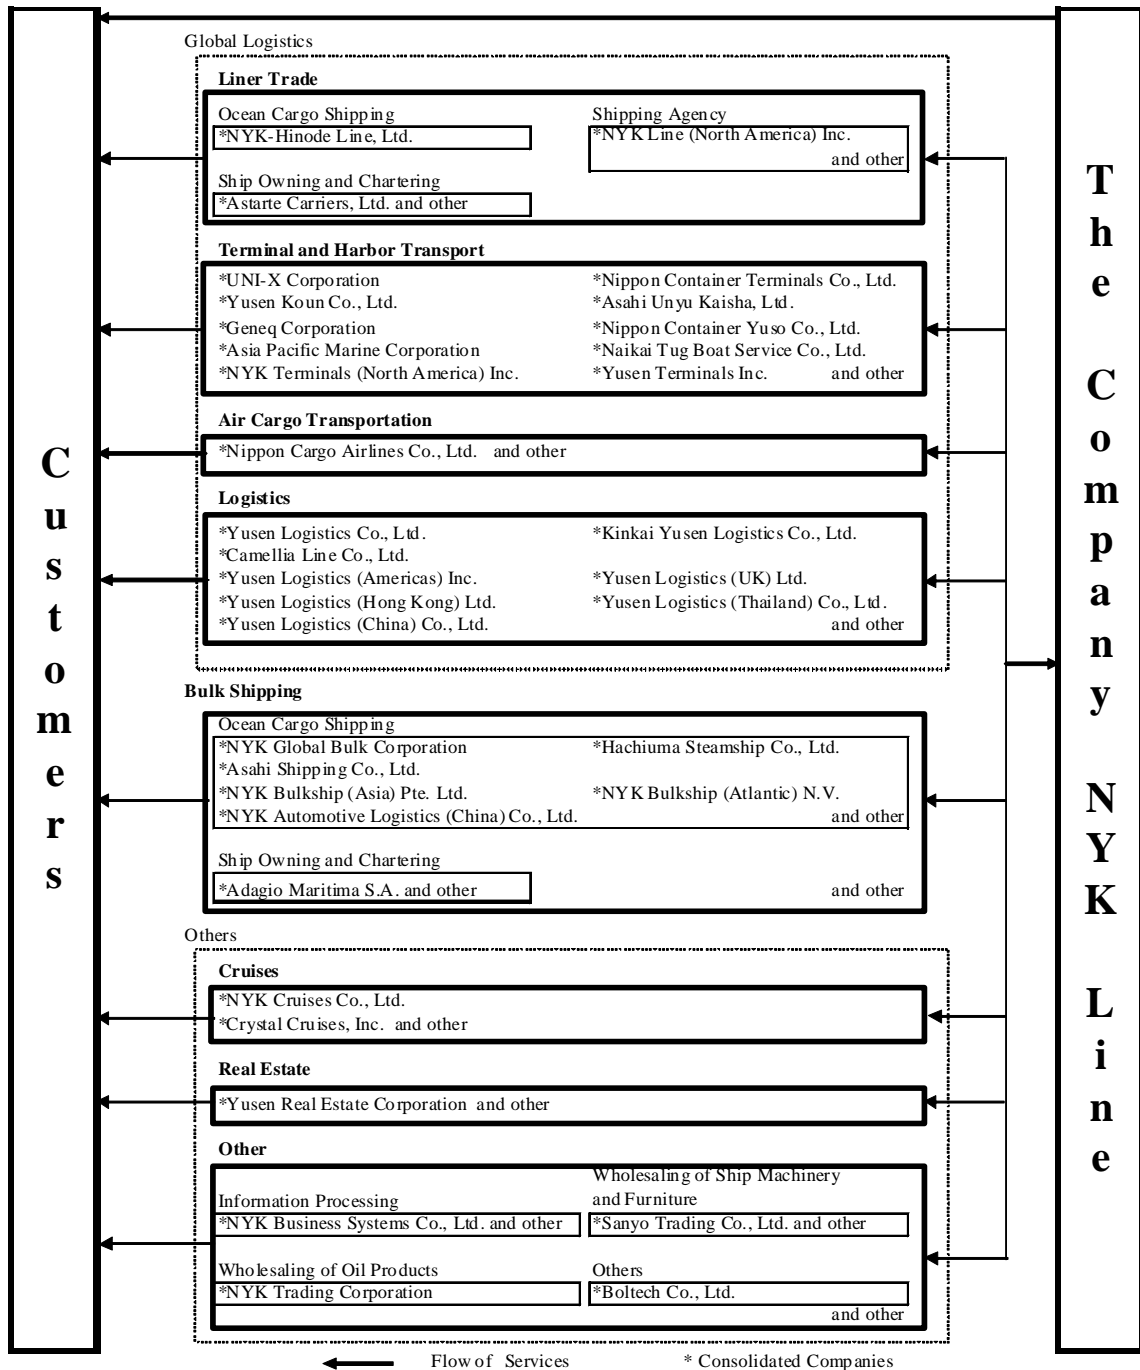 Global Logistics
Liner Trade
Ocean Cargo Shipping
*NYK-Hinode Line, Ltd.
Shipping Agency
*NYK Line (North America) Inc.
and other
Ship Owning and Chartering
*Astarte Carriers, Ltd. and other
Terminal and Harbor Transport
*UNI-X Corporation *Nippon Container Terminals Co., Ltd.
*Yusen Koun Co., Ltd. *Asahi Unyu Kaisha, Ltd.
*Geneq Corporation *Nippon Container Yuso Co., Ltd.
*Asia Pacific Marine Corporation *Naikai Tug Boat Service Co., Ltd.
*NYK Terminals (North America) Inc. *Yusen Terminals Inc. and other
Air Cargo Transportation
*Nippon Cargo Airlines Co., Ltd. and other
Logistics
*Yusen Logistics Co., Ltd. *Kinkai Yusen Logistics Co., Ltd.
*Camellia Line Co., Ltd.
*Yusen Logistics (Americas) Inc. *Yusen Logistics (UK) Ltd.
*Yusen Logistics (Hong Kong) Ltd. *Yusen Logistics (Thailand) Co., Ltd.
*Yusen Logistics (China) Co., Ltd. and other
Bulk Shipping
Ocean Cargo Shipping
*NYK Global Bulk Corporation *Hachiuma Steamship Co., Ltd.
*Asahi Shipping Co., Ltd.
*NYK Bulkship (Asia) Pte. Ltd. *NYK Bulkship (Atlantic) N.V.
*NYK Automotive Logistics (China) Co., Ltd. and other
Ship Owning and Chartering
*Adagio Maritima S.A. and other and other
Others
Cruises
*NYK Cruises Co., Ltd.
*Crystal Cruises, Inc. and other
Real Estate
*Yusen Real Estate Corporation and other
Other
Information Processing
*NYK Business Systems Co., Ltd. and other
Wholesaling of Ship Machinery
and Furniture
*Sanyo Trading Co., Ltd. and other
Wholesaling of Oil Products
*NYK Trading Corporation
Others
*Boltech Co., Ltd.
and other
Customers
The Company NYK Line
Flow of Services * Consolidated Companies